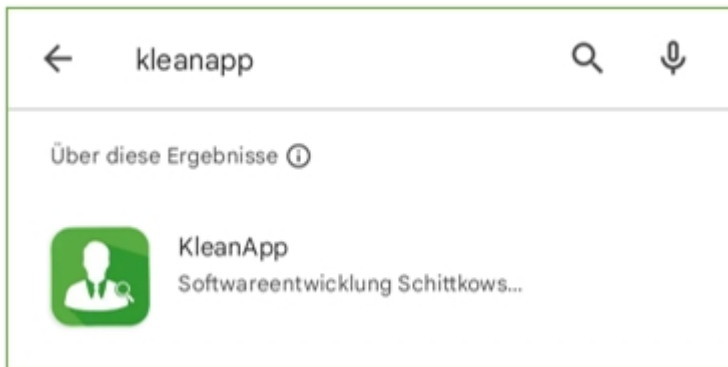 kleanapp
Über diese Ergebnisse
KleanApp
Softwareentwicklung Schittkows...